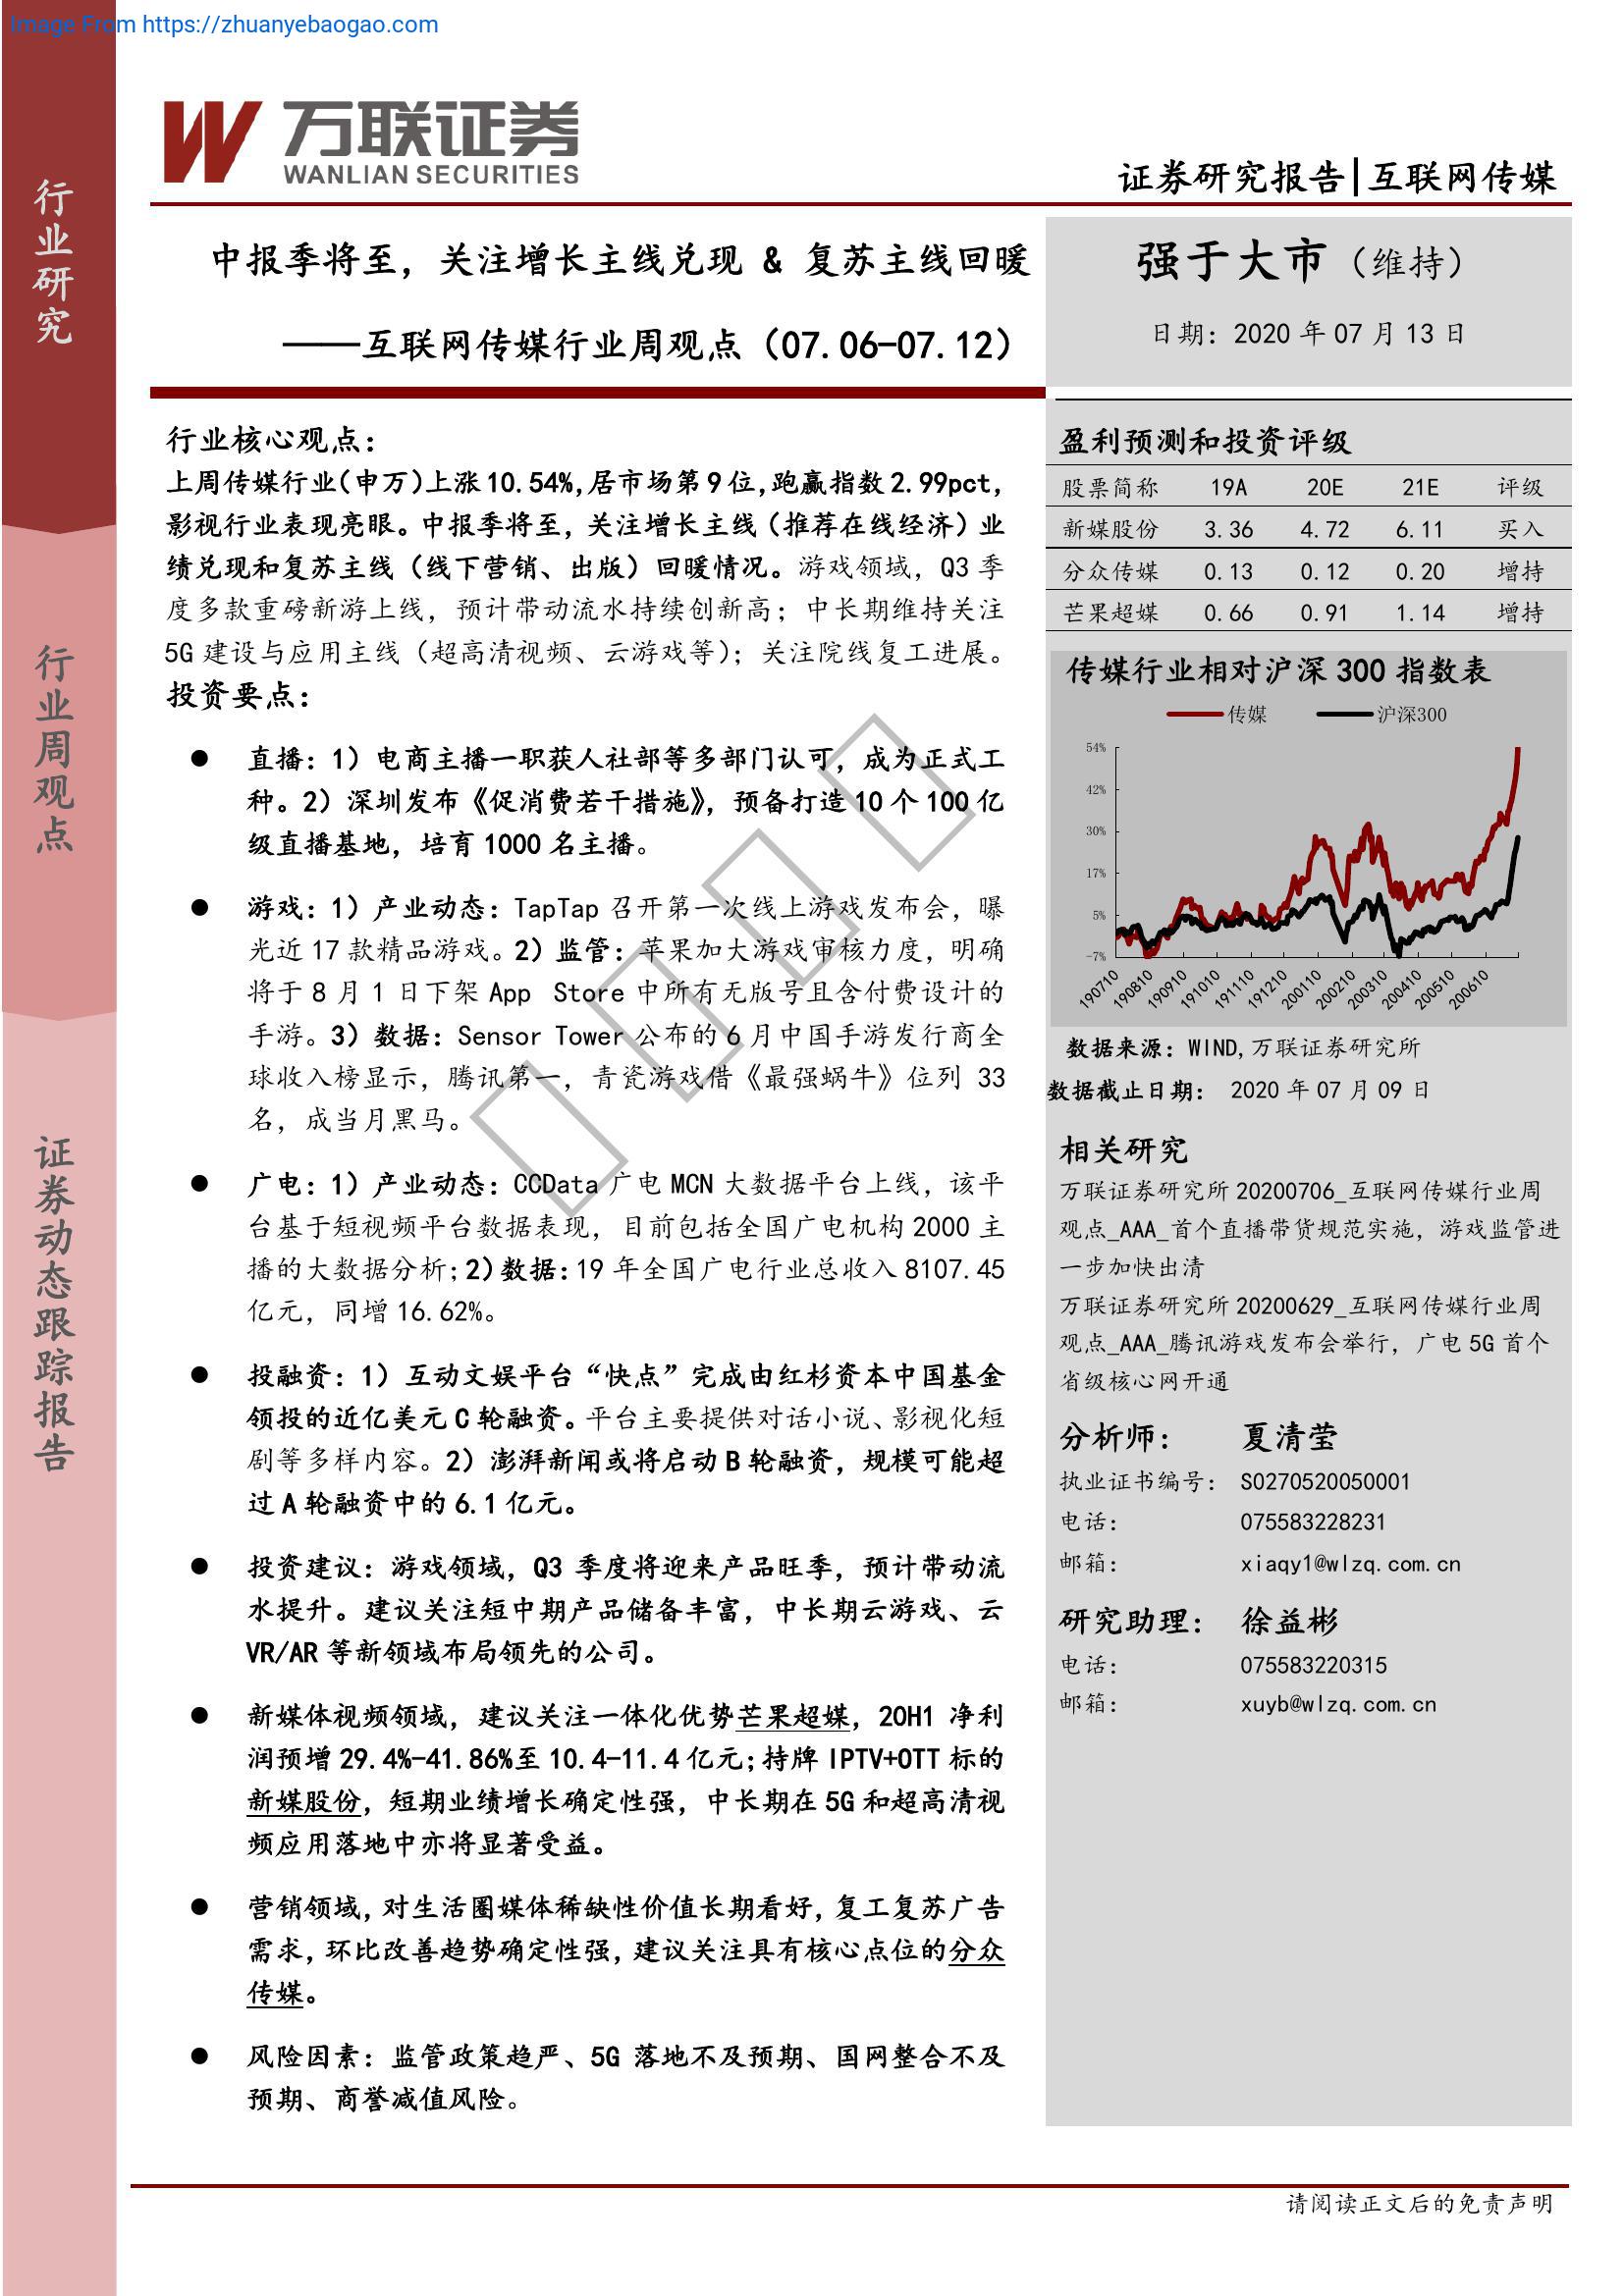 Image From https://zhuanyebaogao.com
万联证券
WANLIAN SECURITIES
证券研究报告|互联网传媒
行业研究
行业周观点
证券动态跟踪报告
中报季将至，关注增长主线兑现 & 复苏主线回暖
——互联网传媒行业周观点（07.06-07.12）
强于大市（维持）
日期：2020 年 07 月 13 日
行业核心观点：
上周传媒行业（申万）上涨 10.54%，居市场第 9 位，跑赢指数 2.99pct，
影视行业表现亮眼。中报季将至，关注增长主线（推荐在线经济）业
绩兑现和复苏主线（线下营销、出版）回暖情况。游戏领域，Q3 季
度多款重磅新游上线，预计带动流水持续创新高；中长期维持关注
5G 建设与应用主线（超高清视频、云游戏等）；关注院线复工进展。
投资要点：
● 直播：1）电商主播一职获人社部等多部门认可，成为正式工
种。2）深圳发布《促消费若干措施》，预备打造 10 个 100 亿
级直播基地，培育 1000 名主播。
● 游戏：1）产业动态：TapTap 召开第一次线上游戏发布会，曝
光近 17 款精品游戏。2）监管：苹果加大游戏审核力度，明确
将于 8 月 1 日下架 App Store 中所有无版号且含付费设计的
手游。3）数据：Sensor Tower 公布的 6 月中国手游发行商全
球收入榜显示，腾讯第一，青瓷游戏借《最强蜗牛》位列 33
名，成当月黑马。
● 广电：1）产业动态：CCData 广电 MCN 大数据平台上线，该平
台基于短视频平台数据表现，目前包括全国广电机构 2000 主
播的大数据分析；2）数据：19 年全国广电行业总收入 8107.45
亿元，同增 16.62%。
● 投融资：1）互动文娱平台“快点”完成由红杉资本中国基金
领投的近亿美元 C 轮融资。平台主要提供对话小说、影视化短
剧等多样内容。2）澎湃新闻或将启动 B 轮融资，规模可能超
过 A 轮融资中的 6.1 亿元。
● 投资建议：游戏领域，Q3 季度将迎来产品旺季，预计带动流
水提升。建议关注短中期产品储备丰富，中长期云游戏、云
VR/AR 等新领域布局领先的公司。
● 新媒体视频领域，建议关注一体化优势芒果超媒，20H1 净利
润预增 29.4%-41.86%至 10.4-11.4 亿元；持牌 IPTV+OTT 标的
新媒股份，短期业绩增长确定性强，中长期在 5G 和超高清视
频应用落地中亦将显著受益。
● 营销领域，对生活圈媒体稀缺性价值长期看好，复工复苏广告
需求，环比改善趋势确定性强，建议关注具有核心点位的分众
传媒。
● 风险因素：监管政策趋严、5G 落地不及预期、国网整合不及
预期、商誉减值风险。
盈利预测和投资评级
股票简称 19A 20E 21E 评级
新媒股份 3.36 4.72 6.11 买入
分众传媒 0.13 0.12 0.20 增持
芒果超媒 0.66 0.91 1.14 增持
传媒行业相对沪深 300 指数表
传媒 沪深300
54%
42%
30%
17%
5%
-7%
190710 190810 190910 191010 191110 191210 200110 200210 200310 200410 200510 200610
数据来源：WIND,万联证券研究所
数据截止日期： 2020 年 07 月 09 日
相关研究
万联证券研究所 20200706_互联网传媒行业周
观点_AAA_首个直播带货规范实施，游戏监管进
一步加快出清
万联证券研究所 20200629_互联网传媒行业周
观点_AAA_腾讯游戏发布会举行，广电 5G 首个
省级核心网开通
分析师： 夏清莹
执业证书编号： S0270520050001
电话： 075583228231
邮箱： xiaqy1@wlzq.com.cn
研究助理： 徐益彬
电话： 075583220315
邮箱： xuyb@wlzq.com.cn
请阅读正文后的免责声明